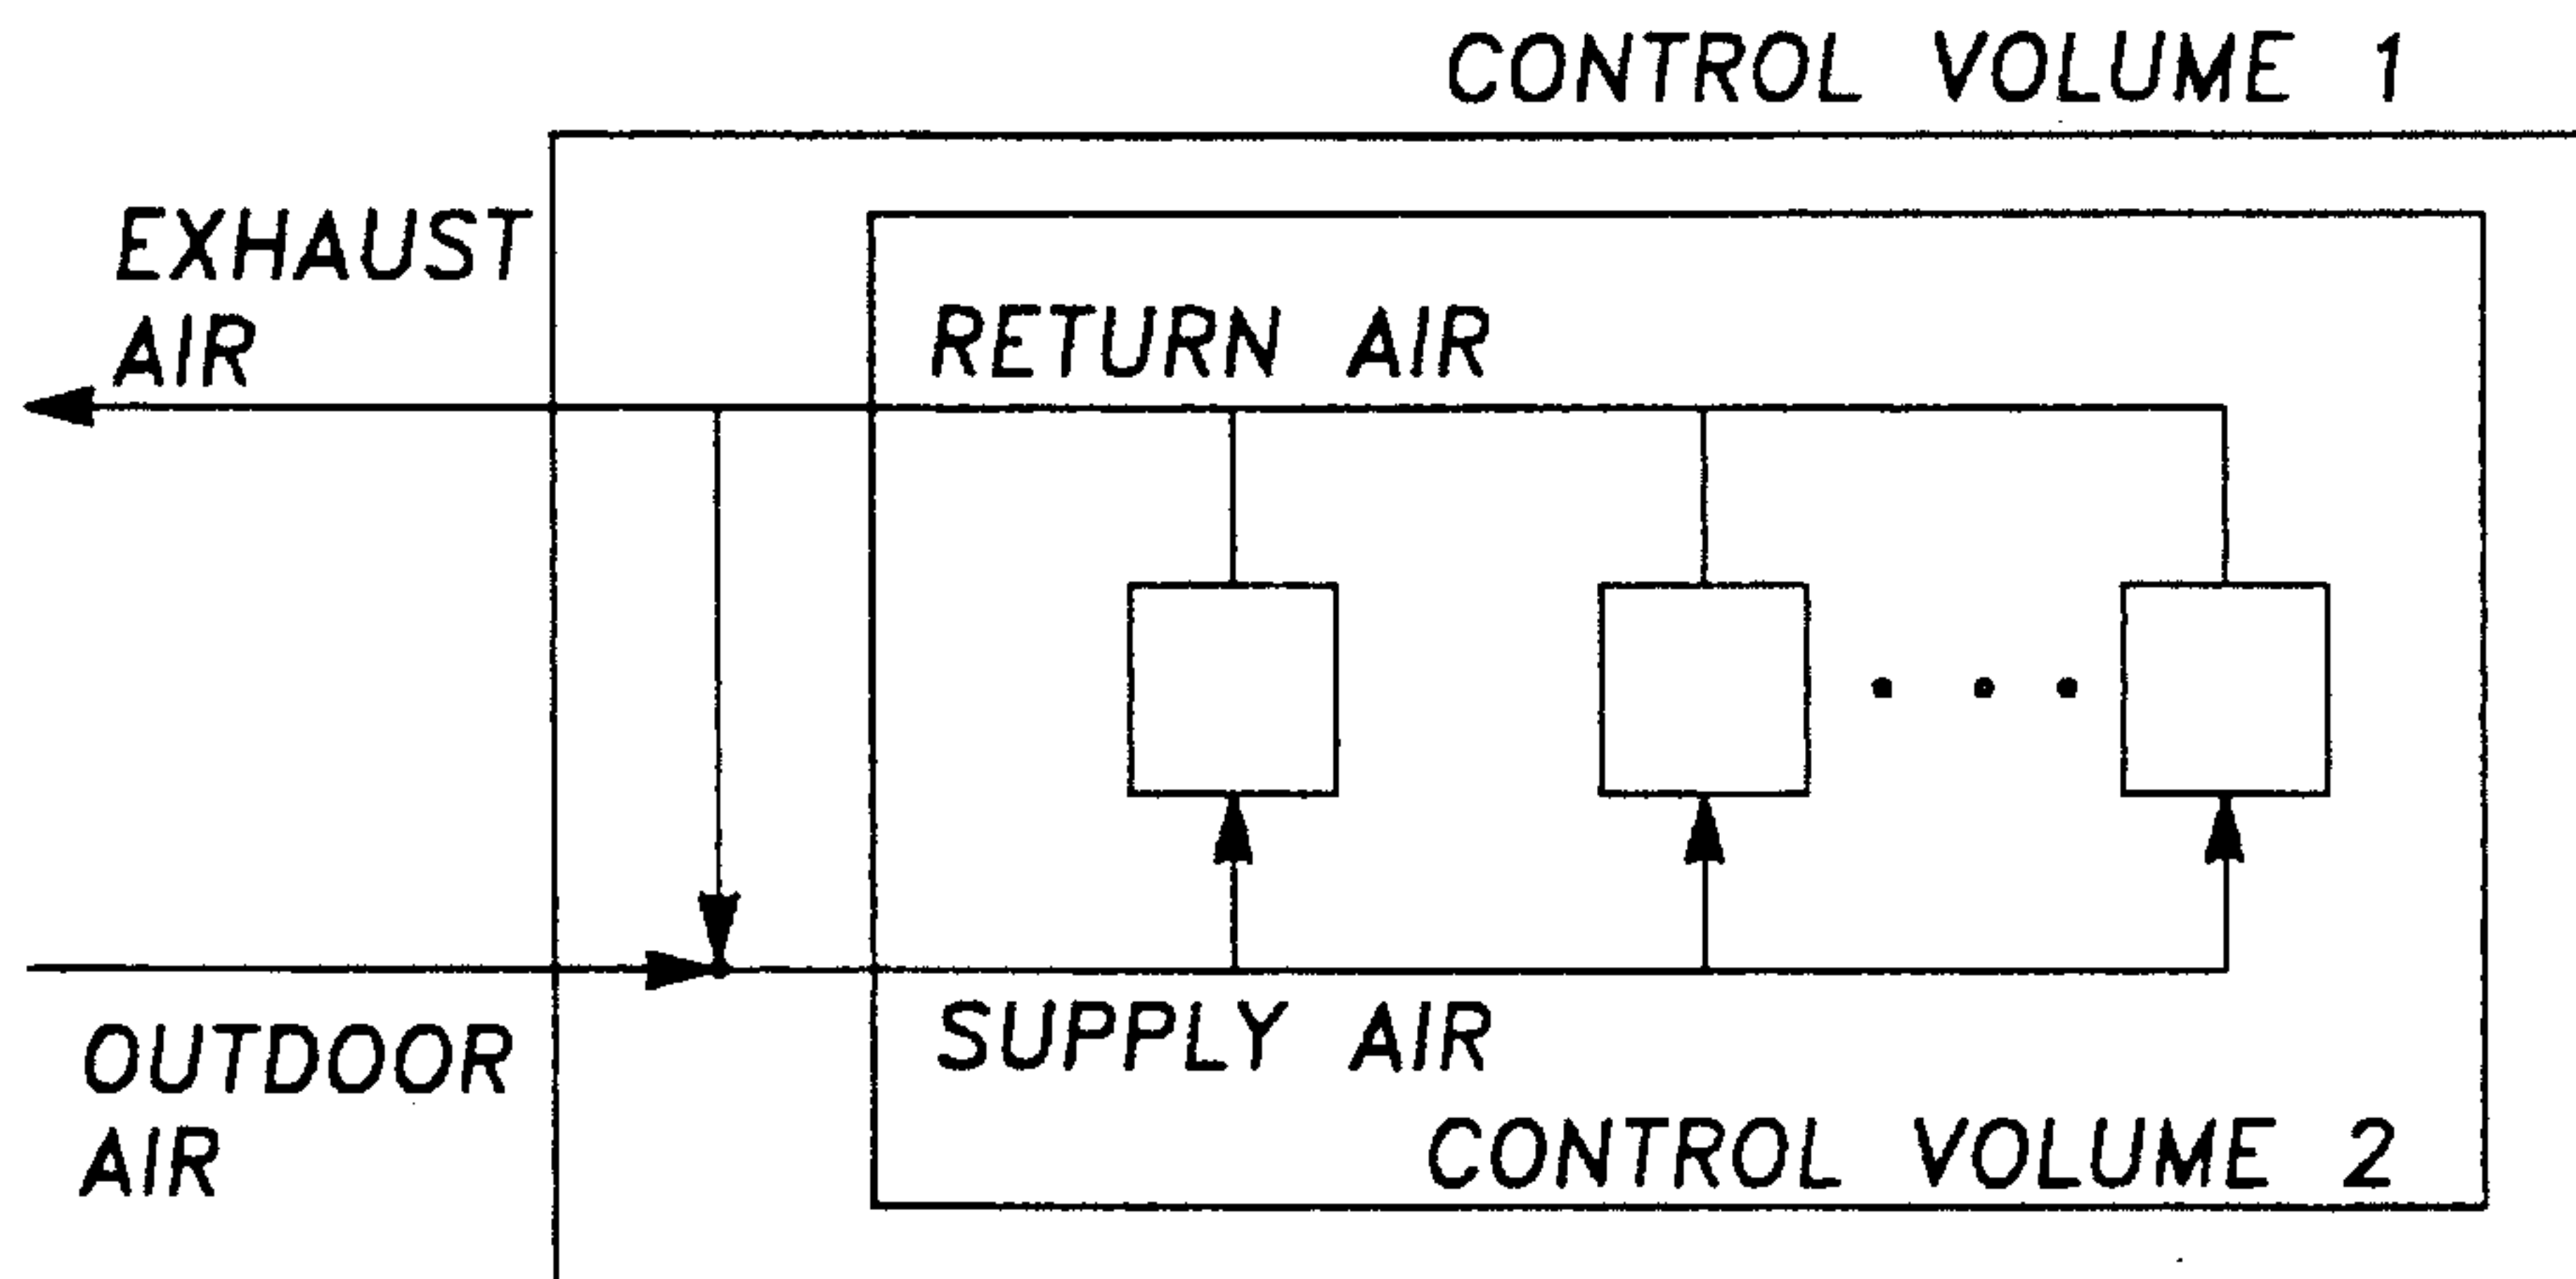 CONTROL VOLUME 1
EXHAUST
AIR
RETURN AIR
SUPPLY AIR
OUTDOOR
AIR
CONTROL VOLUME 2